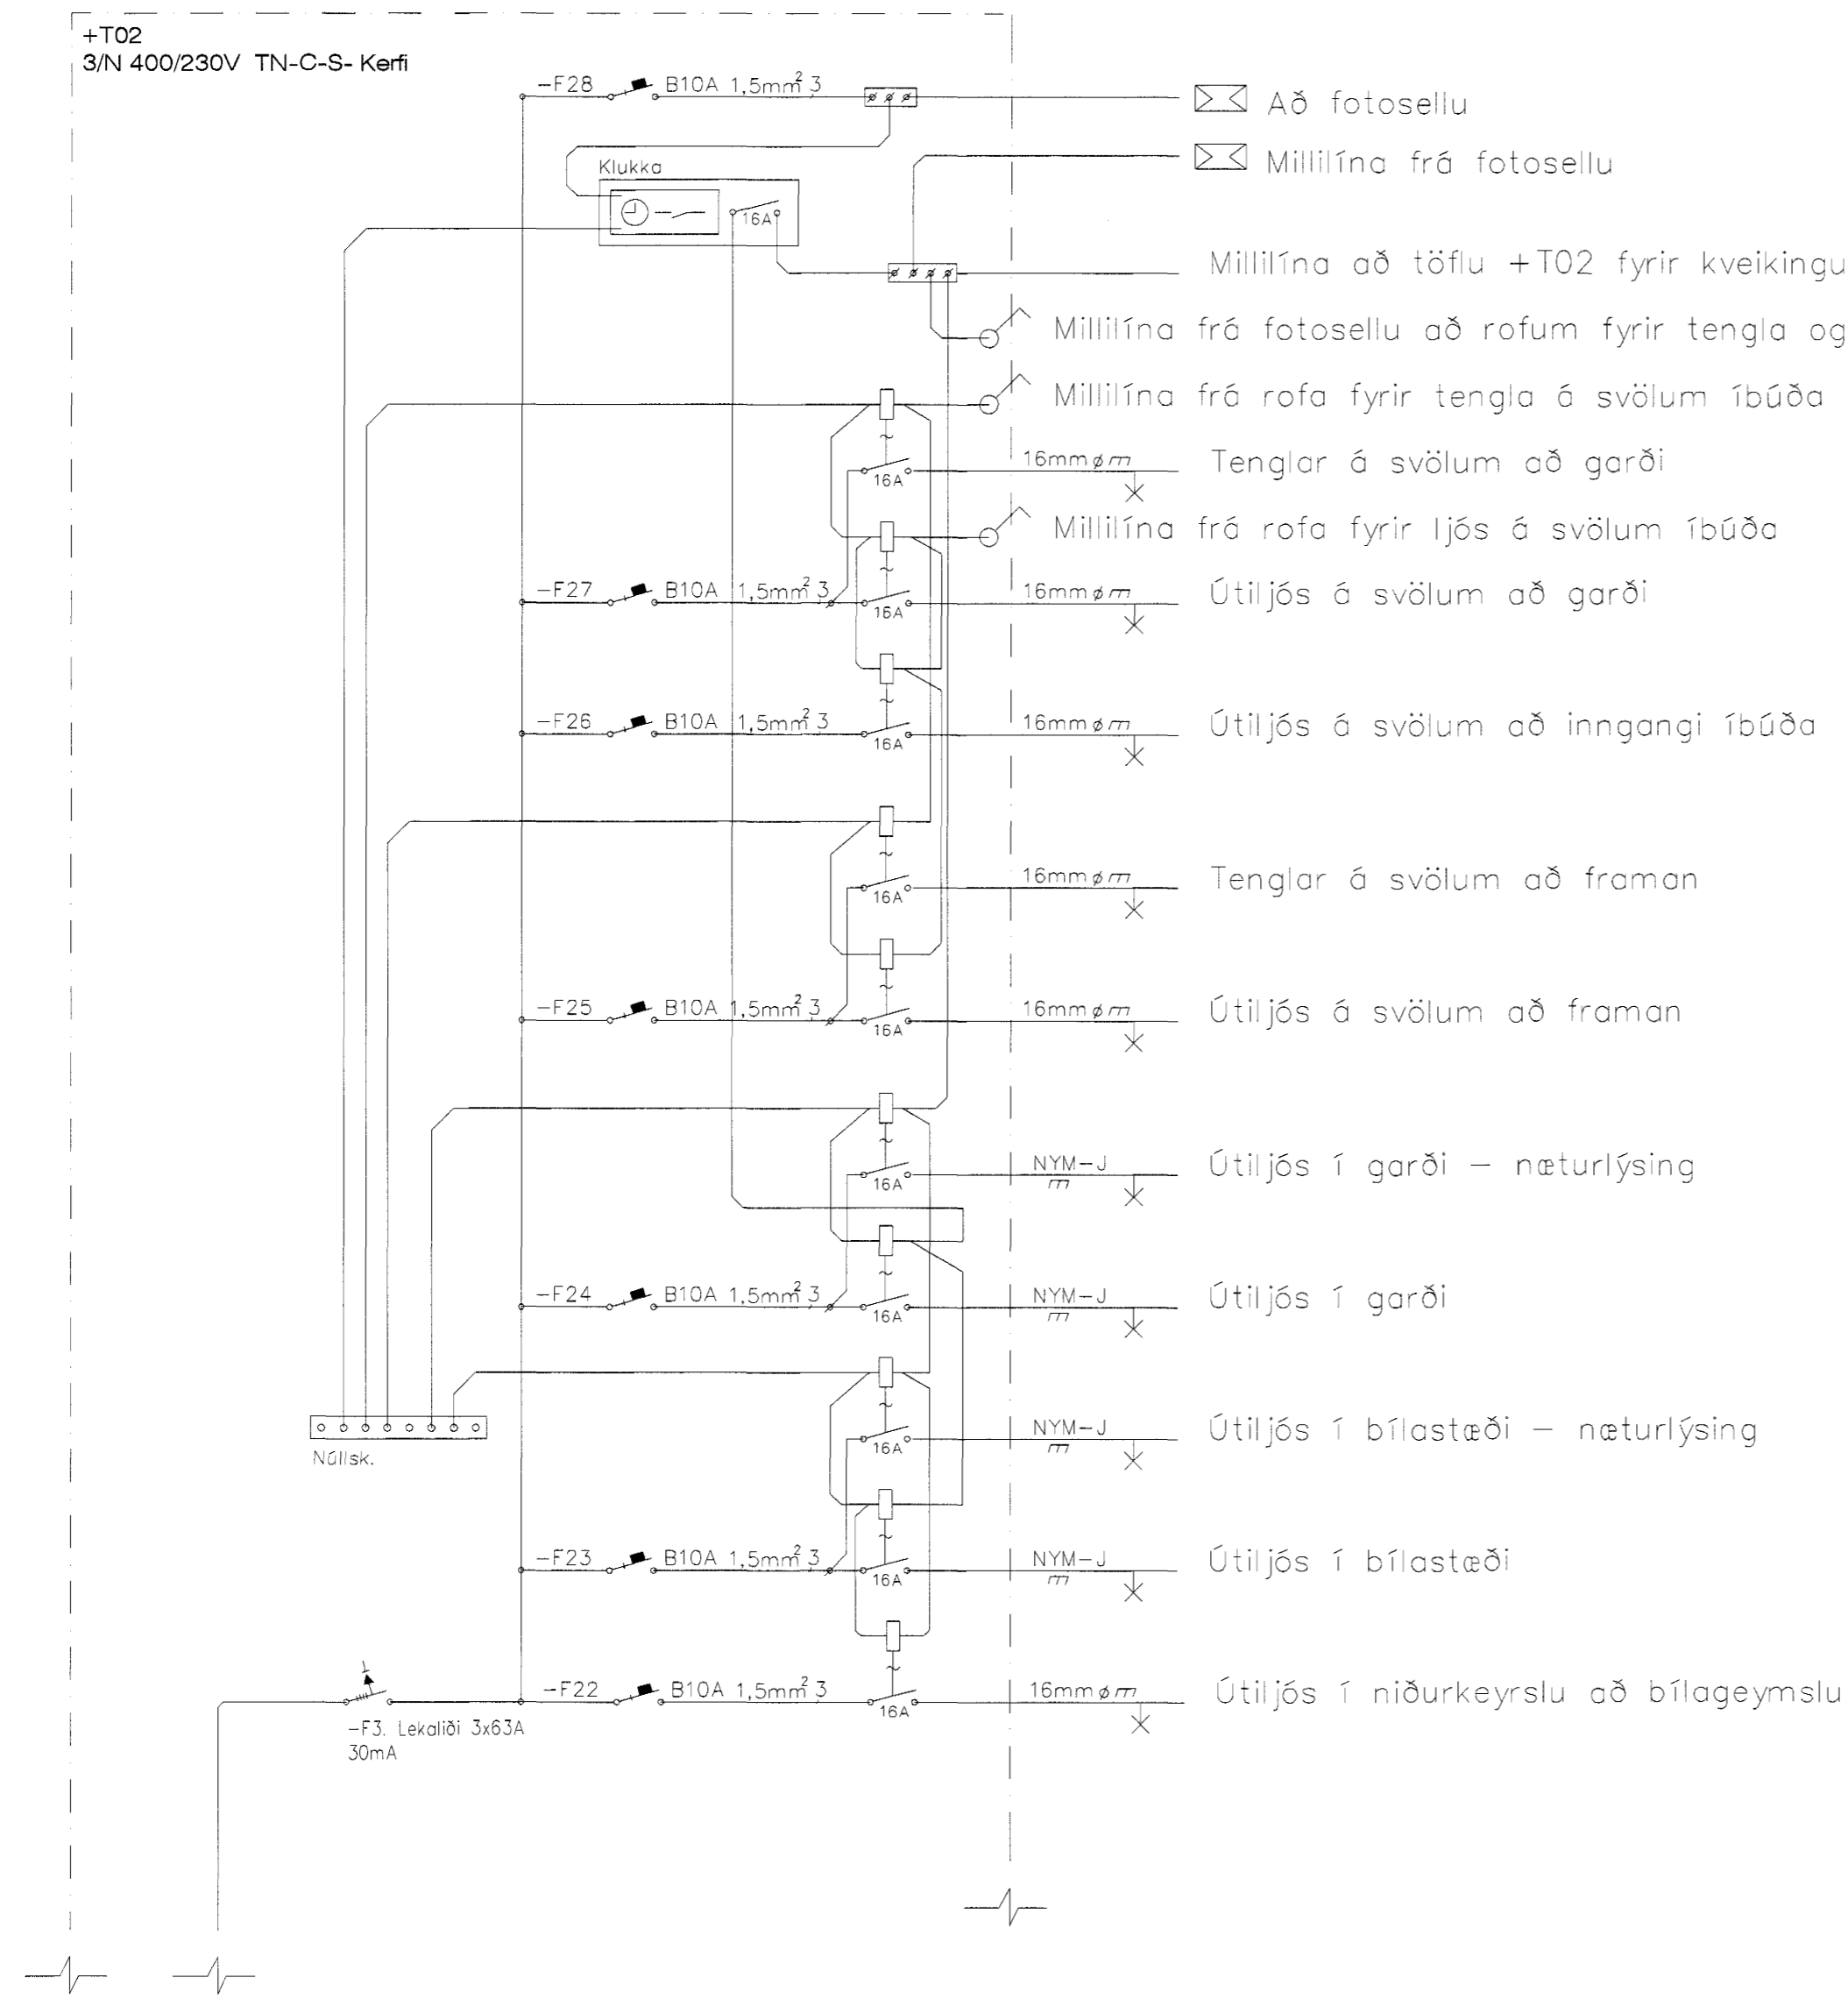 +T02
3/N 400/230V TN-C-S- Kerfi
-F28 B10A 1,5mm² 3
Að fotosellu
Millilína frá fotosellu
Klukka
16A
Millilína að töflu +T02 fyrir kveikingu
Millilína frá fotosellu að rofum fyrir tengla og
Millilína frá rofa fyrir tengla á svölum íbúða
16A 16mmø Tenglar á svölum að garði
Millilína frá rofa fyrir ljós á svölum íbúða
-F27 B10A 1,5mm² 3 16A 16mmø Útiljós á svölum að garði
-F26 B10A 1,5mm² 3 16A 16mmø Útiljós á svölum að inngangi íbúða
16A 16mmø Tenglar á svölum að framan
-F25 B10A 1,5mm² 3 16A 16mmø Útiljós á svölum að framan
16A NYM-J Útiljós í garði - næturlýsing
-F24 B10A 1,5mm² 3 16A NYM-J Útiljós í garði
16A NYM-J Útiljós í bílastæði - næturlýsing
Núllsk.
-F23 B10A 1,5mm² 3 16A NYM-J Útiljós í bílastæði
-F22 B10A 1,5mm² 3 16A 16mmø Útiljós í niðurkeyrslu að bílageymslu
-F3. Lekaliði 3x63A
30mA